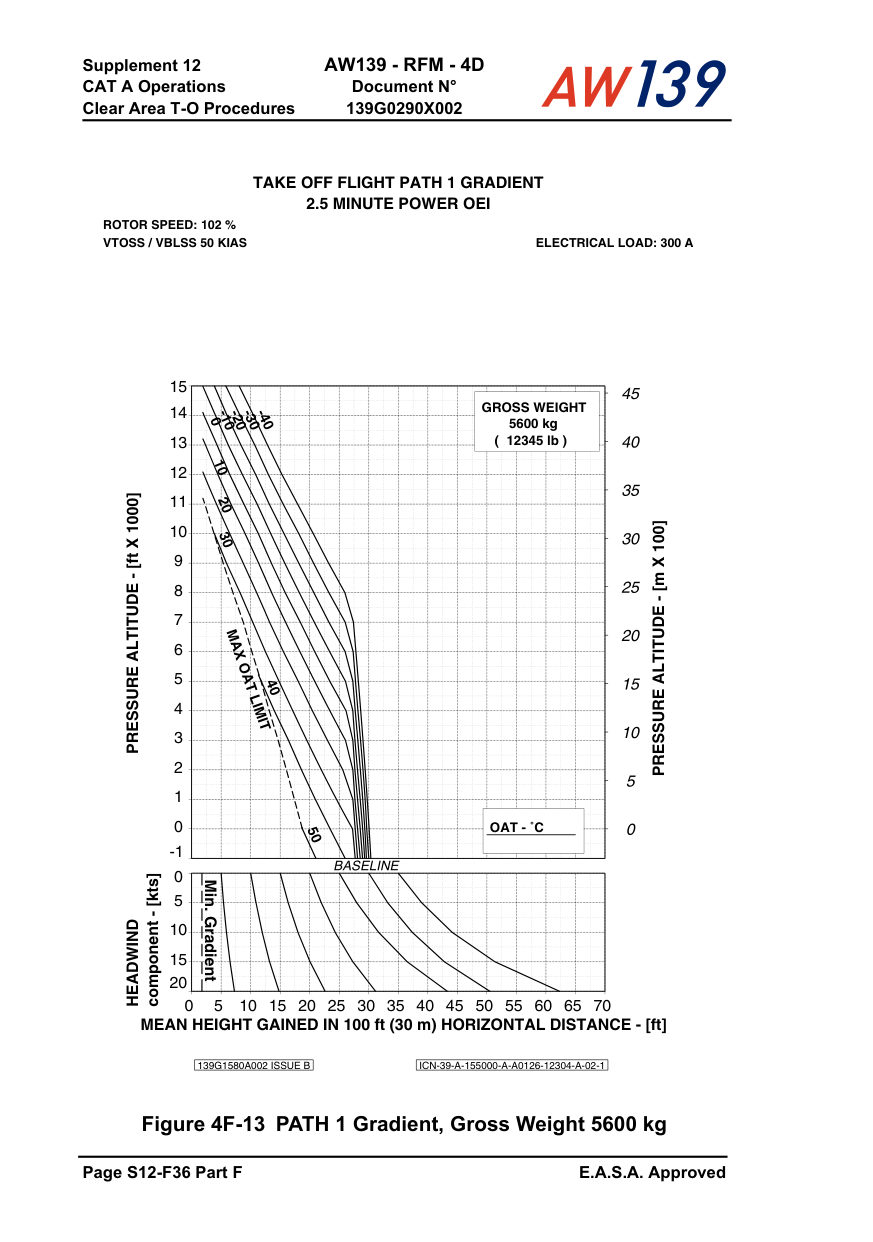 Supplement 12
CAT A Operations
Clear Area T-O Procedures
AW139 - RFM - 4D
Document N°
139G0290X002
AW139
TAKE OFF FLIGHT PATH 1 GRADIENT
2.5 MINUTE POWER OEI
ROTOR SPEED: 102 %
VTOSS / VBLSS 50 KIAS
ELECTRICAL LOAD: 300 A
PRESSURE ALTITUDE - [ft X 1000]
15
14
13
12
11
10
9
8
7
6
5
4
3
2
1
0
-1
0
-10
-20
-30
-40
10
20
30
40
50
MAX OAT LIMIT
GROSS WEIGHT
5600 kg
( 12345 lb )
OAT - °C
45
40
35
30
25
20
15
10
5
0
PRESSURE ALTITUDE - [m X 100]
BASELINE
HEADWIND
component - [kts]
0
5
10
15
20
Min. Gradient
0 5 10 15 20 25 30 35 40 45 50 55 60 65 70
MEAN HEIGHT GAINED IN 100 ft (30 m) HORIZONTAL DISTANCE - [ft]
139G1580A002 ISSUE B
ICN-39-A-155000-A-A0126-12304-A-02-1
Figure 4F-13 PATH 1 Gradient, Gross Weight 5600 kg
Page S12-F36 Part F
E.A.S.A. Approved